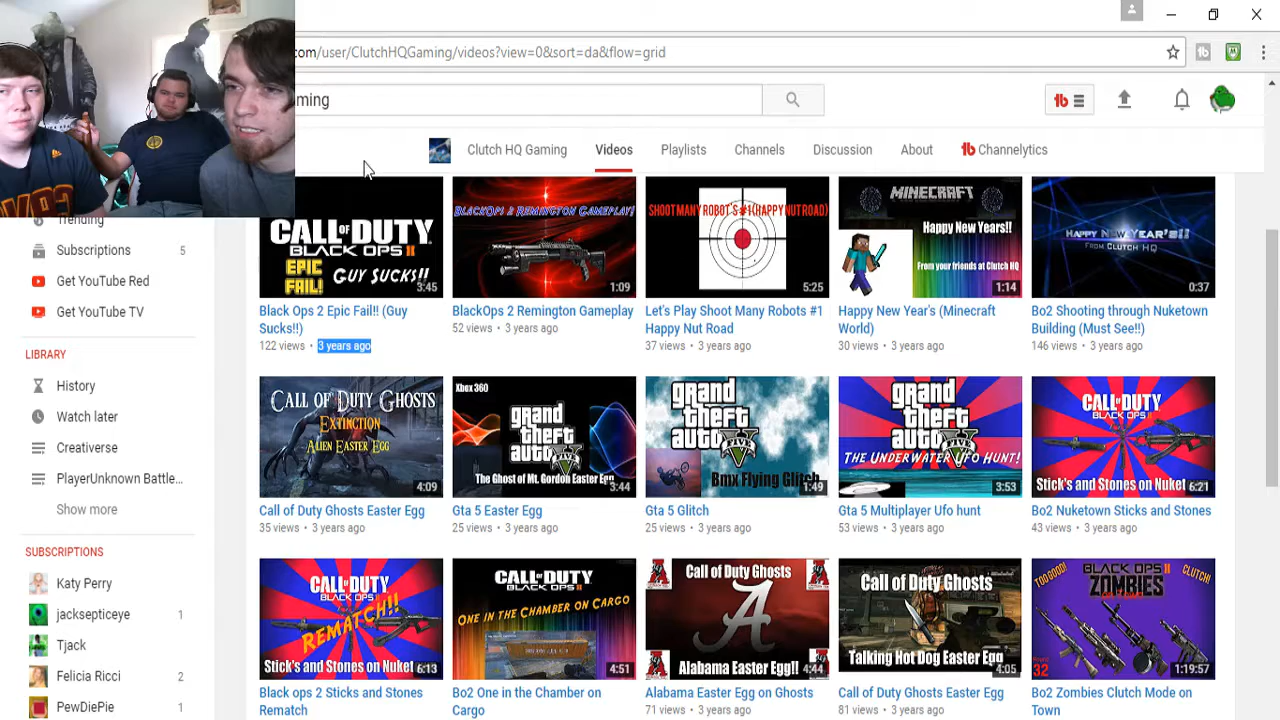 com/user/ClutchHQGaming/videos?view=0&sort=da&flow=grid
ming
Clutch HQ Gaming Videos Playlists Channels Discussion About Channelytics
Trending
Subscriptions 5
Get YouTube Red
Get YouTube TV
LIBRARY
History
Watch later
Creativerse
PlayerUnknown Battle...
Show more
SUBSCRIPTIONS
Katy Perry
jacksepticeye 1
Tjack
Felicia Ricci 2
PewDiePie 1
CALL OF DUTY
BLACK OPS II
EPIC
FAIL!
GUY SUCKS!!
3:45
Black Ops 2 Epic Fail!! (Guy
Sucks!!)
122 views • 3 years ago
BLACKOPS 2 REMINGTON GAMEPLAY!
1:09
BlackOps 2 Remington Gameplay
52 views • 3 years ago
SHOOT MANY ROBOT'S #1(HAPPY NUT ROAD)
5:25
Let's Play Shoot Many Robots #1
Happy Nut Road
37 views • 3 years ago
MINECRAFT
Happy New Years!!
From your friends at Clutch HQ
1:14
Happy New Year's (Minecraft
World)
30 views • 3 years ago
HAPPY NEW YEAR'S!!
FROM CLUTCH HQ
0:37
Bo2 Shooting through Nuketown
Building (Must See!!)
146 views • 3 years ago
CALL OF DUTY GHOSTS
EXTINCTION
ALIEN EASTER EGG
4:09
Call of Duty Ghosts Easter Egg
35 views • 3 years ago
Xbox 360
grand
theft
auto
FIVE
The Ghost of Mt. Gordon Easter Egg
3:44
Gta 5 Easter Egg
25 views • 3 years ago
grand
theft
auto
FIVE
Bmx Flying Glitch
1:49
Gta 5 Glitch
25 views • 3 years ago
grand
theft
auto
FIVE
THE UNDERWATER UFO HUNT!
3:53
Gta 5 Multiplayer Ufo hunt
53 views • 3 years ago
CALL OF DUTY
BLACK OPS II
Stick's and Stones on Nuket
6:21
Bo2 Nuketown Sticks and Stones
43 views • 3 years ago
CALL OF DUTY
BLACK OPS II
REMATCH!!
Stick's and Stones on Nuket
6:13
Black ops 2 Sticks and Stones
Rematch
CALL OF DUTY
BLACK OPS II
ONE IN THE CHAMBER ON CARGO
4:51
Bo2 One in the Chamber on
Cargo
Call of Duty Ghosts
A
Alabama Easter Egg!!
4:44
Alabama Easter Egg on Ghosts
71 views • 3 years ago
Call of Duty Ghosts
Talking Hot Dog Easter Egg
4:05
Call of Duty Ghosts Easter Egg
81 views • 3 years ago
TOO GOOD!
BLACK OPS II
ZOMBIES
CLUTCH!
32
1:19:57
Bo2 Zombies Clutch Mode on
Town